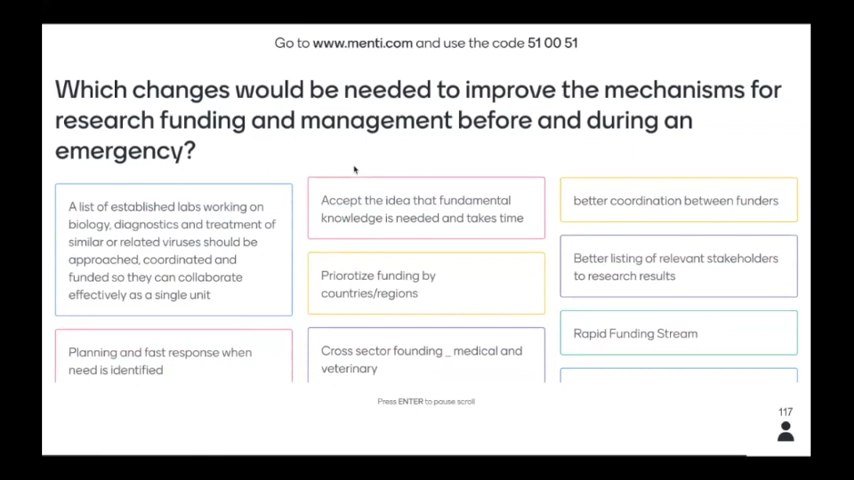 Go to www.menti.com and use the code 51 00 51
Which changes would be needed to improve the mechanisms for
research funding and management before and during an
emergency?
A list of established labs working on
biology, diagnostics and treatment of
similar or related viruses should be
approached, coordinated and
funded so they can collaborate
effectively as a single unit
Planning and fast response when
need is identified
Accept the idea that fundamental
knowledge is needed and takes time
Priorotize funding by
countries/regions
Cross sector founding _ medical and
veterinary
better coordination between funders
Better listing of relevant stakeholders
to research results
Rapid Funding Stream
Press ENTER to pause scroll
117